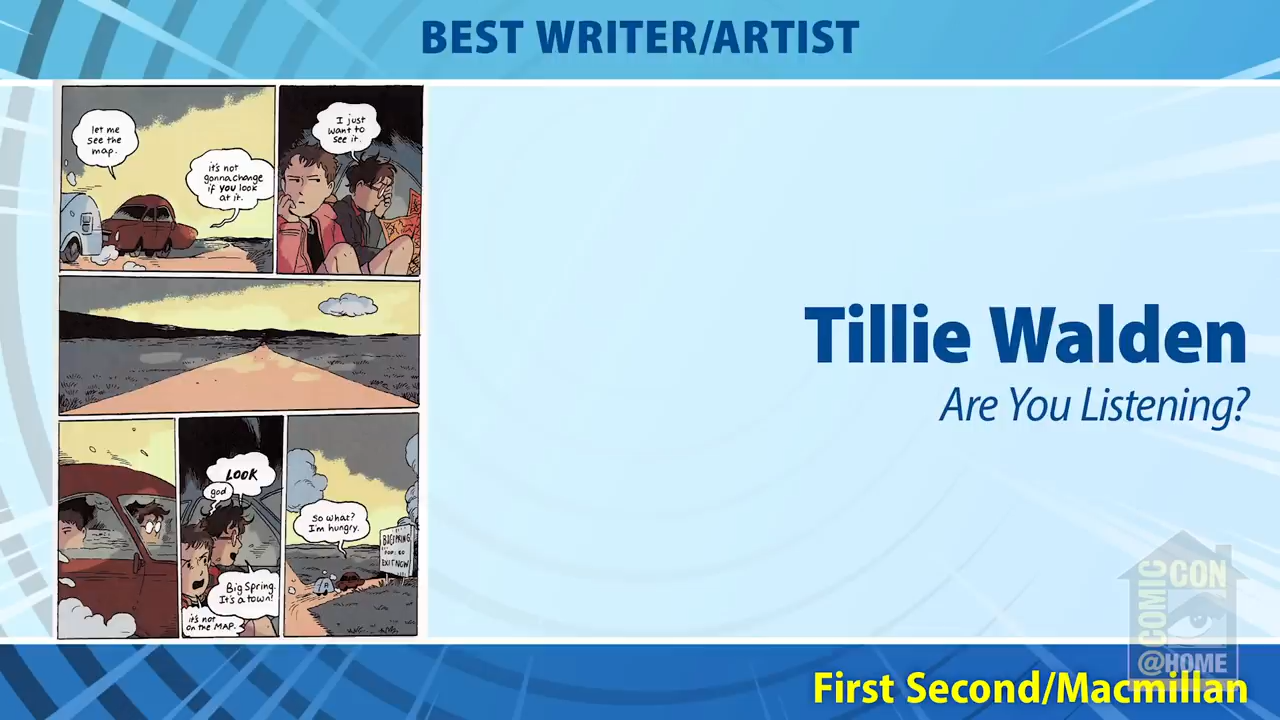 BEST WRITER/ARTIST
let me
see the
map.
it's not
gonna change
if you look
at it.
I just
want to
see it.
LOOK
god
Big Spring.
It's a town!
it's not
on the MAP.
So what?
I'm hungry.
BIG SPRING
POP: 80
EXIT NOW
Tillie Walden
Are You Listening?
COMIC
CON
@HOME
First Second/Macmillan